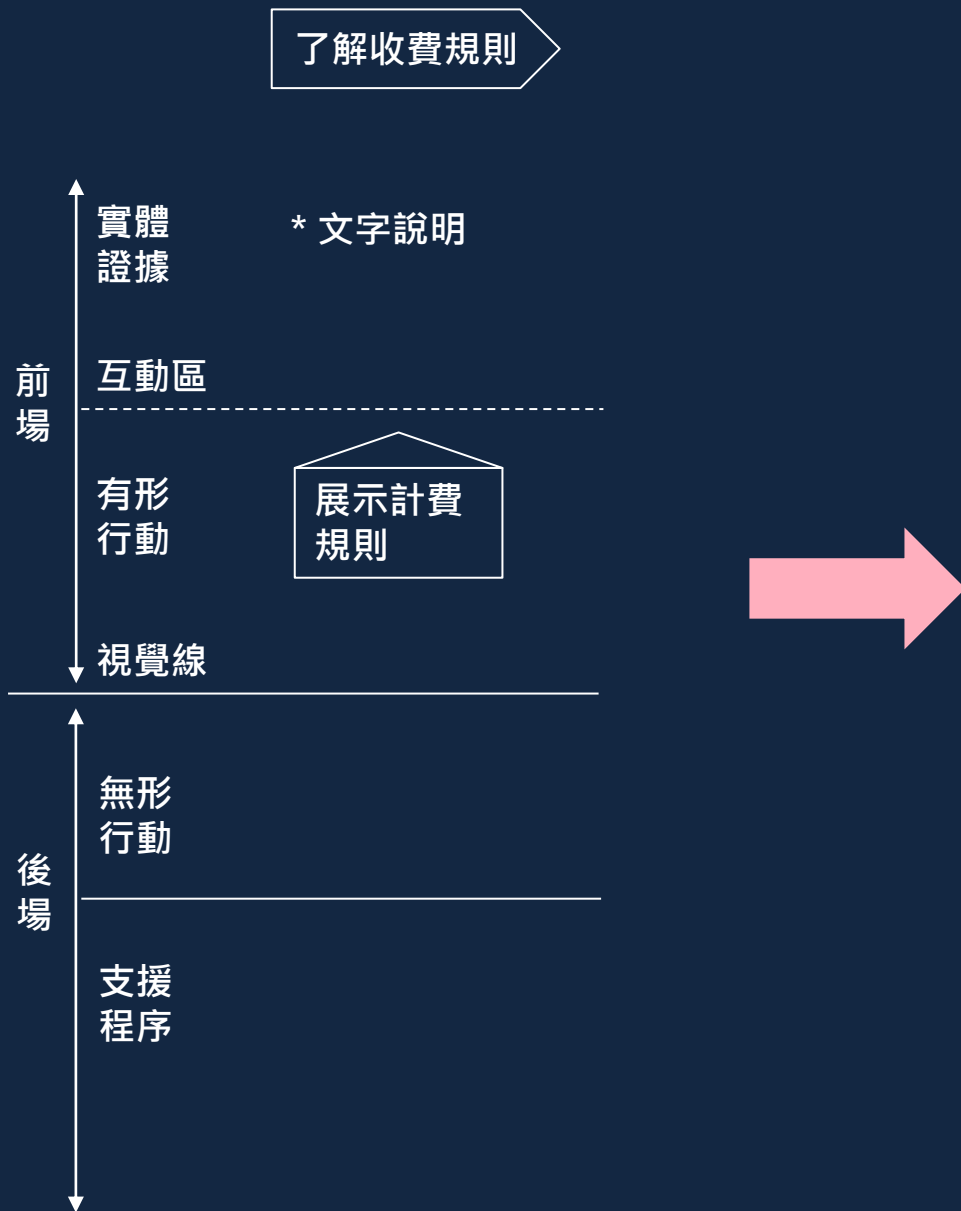 了解收費規則
前
場
實體
證據
* 文字說明
互動區
有形
行動
展示計費
規則
視覺線
後
場
無形
行動
支援
程序